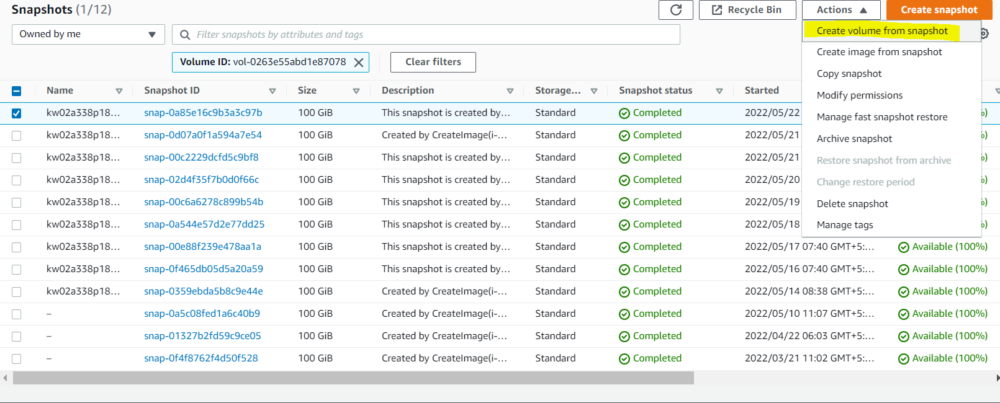 Snapshots (1/12)
Recycle Bin
Actions
Create snapshot
Owned by me
Filter snapshots by attributes and tags
Volume ID: vol-0263e55abd1e87078
Clear filters
Create volume from snapshot
Create image from snapshot
Copy snapshot
Modify permissions
Manage fast snapshot restore
Archive snapshot
Restore snapshot from archive
Change restore period
Delete snapshot
Manage tags
Name Snapshot ID Size Description Storage... Snapshot status Started
kw02a338p18... snap-0a85e16c9b3a3c97b 100 GiB This snapshot is created by... Standard Completed 2022/05/22 %)
kw02a338p18... snap-0d07a0f1a594a7e54 100 GiB Created by CreateImage(i-... Standard Completed 2022/05/21 %)
kw02a338p18... snap-00c2229dcfd5c9bf8 100 GiB This snapshot is created by... Standard Completed 2022/05/21 %)
kw02a338p18... snap-02d4f35f7b0d0f66c 100 GiB This snapshot is created by... Standard Completed 2022/05/20 %)
kw02a338p18... snap-00c6a6278c899b54b 100 GiB This snapshot is created by... Standard Completed 2022/05/19 %)
kw02a338p18... snap-0a544e57d2e77dd25 100 GiB This snapshot is created by... Standard Completed 2022/05/18 %)
kw02a338p18... snap-00e88f239e478aa1a 100 GiB This snapshot is created by... Standard Completed 2022/05/17 07:40 GMT+5:... Available (100%)
kw02a338p18... snap-0f465db05d5a20a59 100 GiB This snapshot is created by... Standard Completed 2022/05/16 07:40 GMT+5:... Available (100%)
kw02a338p18... snap-0359ebda5b8c9e44e 100 GiB Created by CreateImage(i-... Standard Completed 2022/05/14 08:38 GMT+5:... Available (100%)
– snap-0a5c08fed1a6c40b9 100 GiB Created by CreateImage(i-... Standard Completed 2022/05/10 11:07 GMT+5:... Available (100%)
– snap-01327b2fd59c9ce05 100 GiB Created by CreateImage(i-... Standard Completed 2022/04/22 06:03 GMT+5:... Available (100%)
– snap-0f4f8762f4d50f528 100 GiB Created by CreateImage(i-... Standard Completed 2022/03/21 11:02 GMT+5:... Available (100%)